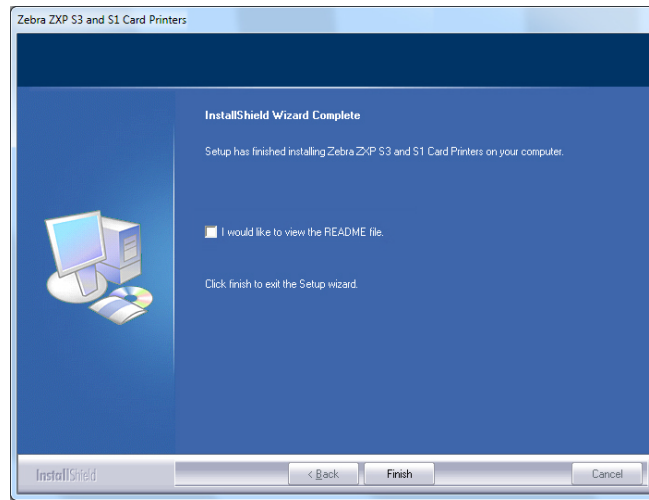 Zebra ZXP S3 and S1 Card Printers
InstallShield Wizard Complete
Setup has finished installing Zebra ZXP S3 and S1 Card Printers on your computer.
I would like to view the README file.
Click finish to exit the Setup wizard.
InstallShield
< Back
Finish
Cancel